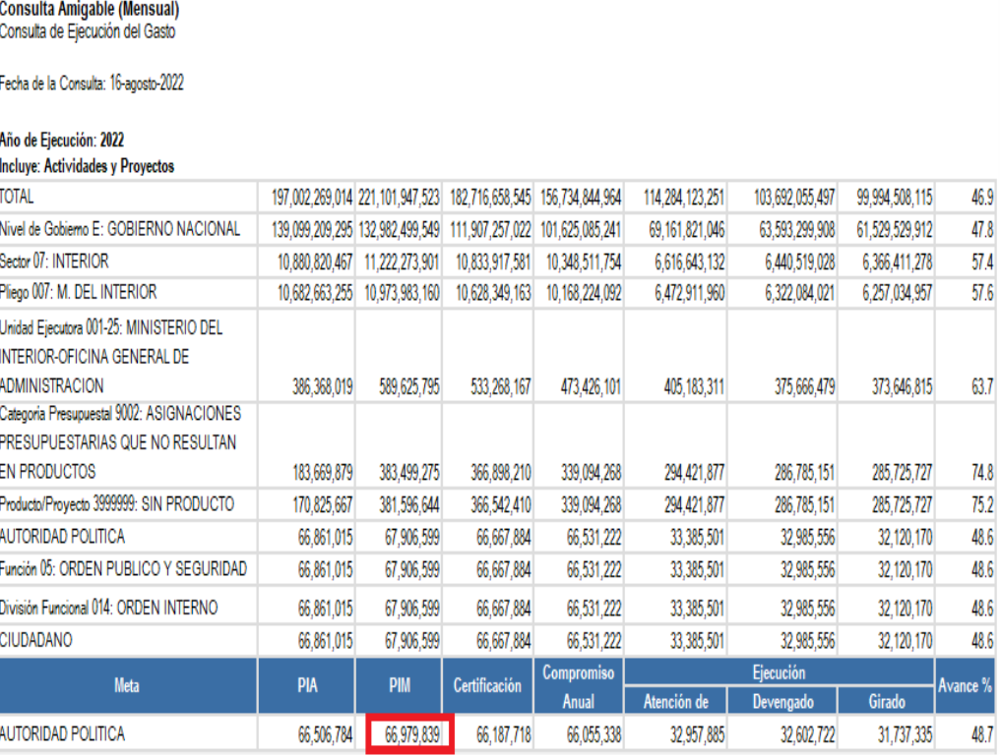 Consulta Amigable (Mensual)
Consulta de Ejecución del Gasto
Fecha de la Consulta: 16-agosto-2022
Año de Ejecución: 2022
Incluye: Actividades y Proyectos
TOTAL 197,002,269,014 221,101,947,523 182,716,658,545 156,734,844,964 114,284,123,251 103,692,055,497 99,994,508,115 46.9
Nivel de Gobierno E: GOBIERNO NACIONAL 139,099,209,295 132,982,499,549 111,907,257,022 101,625,085,241 69,161,821,046 63,593,299,908 61,529,529,912 47.8
Sector 07: INTERIOR 10,880,820,467 11,222,273,901 10,833,917,581 10,348,511,754 6,616,643,132 6,440,519,028 6,366,411,278 57.4
Pliego 007: M. DEL INTERIOR 10,682,663,255 10,973,983,160 10,628,349,163 10,168,224,092 6,472,911,960 6,322,084,021 6,257,034,957 57.6
Unidad Ejecutora 001-25: MINISTERIO DEL
INTERIOR-OFICINA GENERAL DE
ADMINISTRACION 386,368,019 589,625,795 533,268,167 473,426,101 405,183,311 375,666,479 373,646,815 63.7
Categoria Presupuestal 9002: ASIGNACIONES
PRESUPUESTARIAS QUE NO RESULTAN
EN PRODUCTOS 183,669,879 383,499,275 366,898,210 339,094,268 294,421,877 286,785,151 285,725,727 74.8
Producto/Proyecto 3999999: SIN PRODUCTO 170,825,667 381,596,644 366,542,410 339,094,268 294,421,877 286,785,151 285,725,727 75.2
AUTORIDAD POLITICA 66,861,015 67,906,599 66,667,884 66,531,222 33,385,501 32,985,556 32,120,170 48.6
Función 05: ORDEN PUBLICO Y SEGURIDAD 66,861,015 67,906,599 66,667,884 66,531,222 33,385,501 32,985,556 32,120,170 48.6
División Funcional 014: ORDEN INTERNO 66,861,015 67,906,599 66,667,884 66,531,222 33,385,501 32,985,556 32,120,170 48.6
CIUDADANO 66,861,015 67,906,599 66,667,884 66,531,222 33,385,501 32,985,556 32,120,170 48.6
Meta PIA PIM Certificación Compromiso Anual Ejecución Avance %
Atención de Devengado Girado
AUTORIDAD POLITICA 66,506,784 66,979,839 66,187,718 66,055,338 32,957,885 32,602,722 31,737,335 48.7